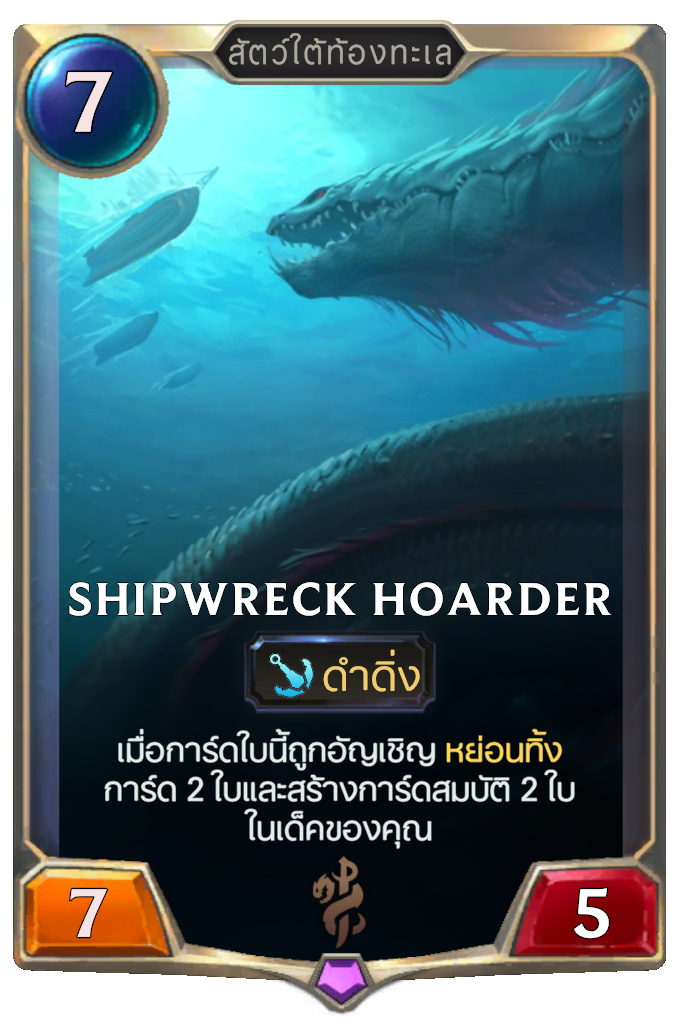 สัตว์ใต้ท้องทะเล
7
SHIPWRECK HOARDER
ดำดิ่ง
เมื่อการ์ดใบนี้ถูกอัญเชิญ หย่อนทิ้ง
การ์ด 2 ใบและสร้างการ์ดสมบัติ 2 ใบ
ในเด็คของคุณ
7
5